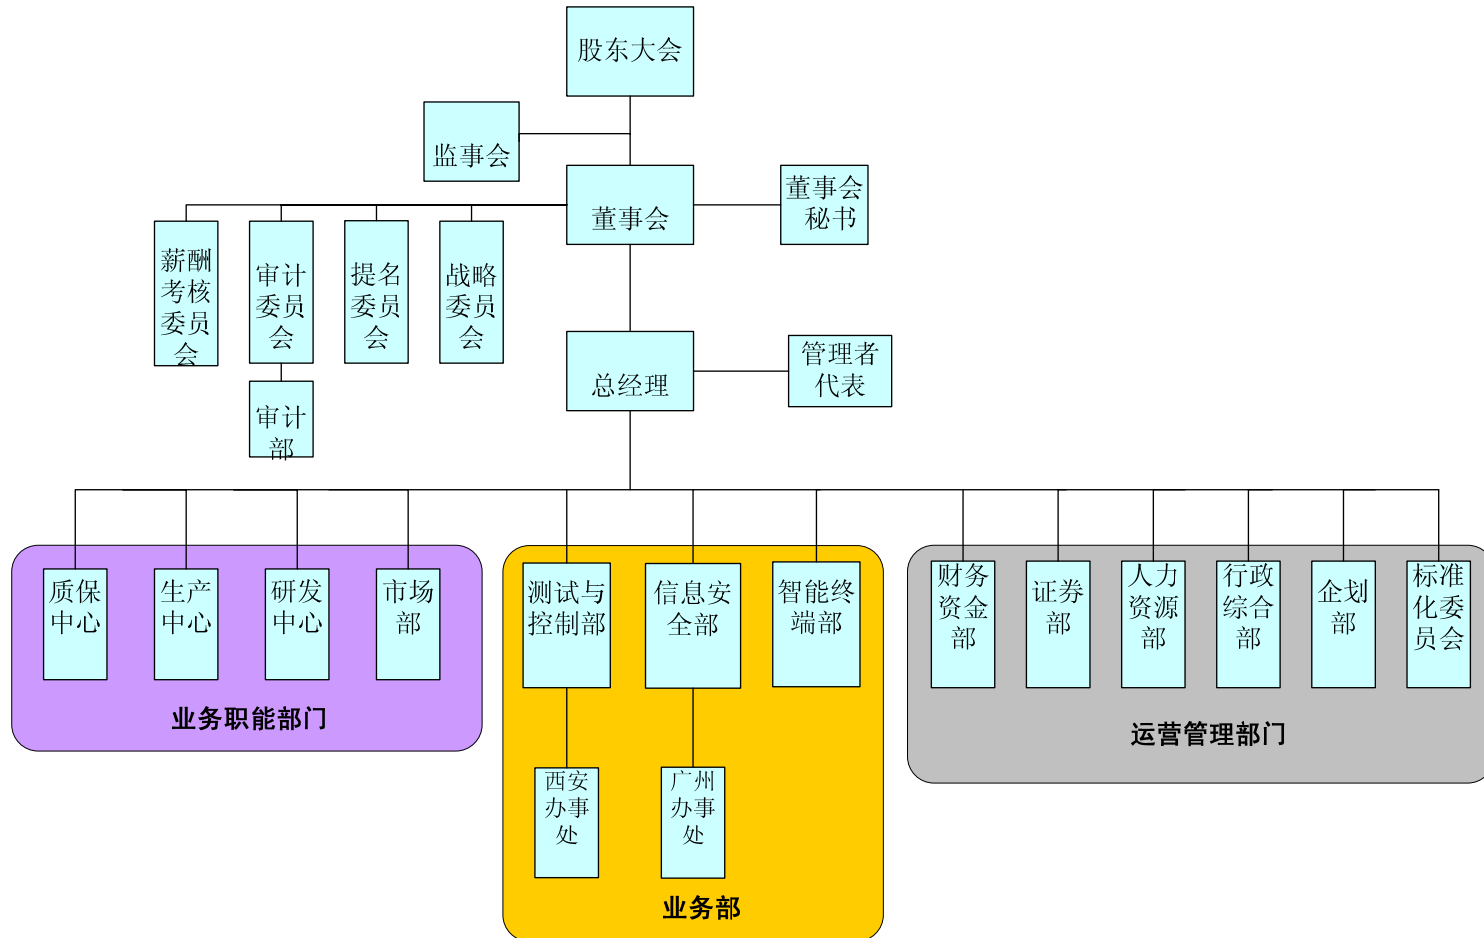 股东大会
监事会
董事会
董事会
秘书
薪酬
考核
委员
会
审计
委员
会
提名
委员
会
战略
委员
会
审计
部
总经理
管理者
代表
质保
中心
生产
中心
研发
中心
市场
部
业务职能部门
测试与
控制部
信息安
全部
智能终
端部
西安
办事
处
广州
办事
处
业务部
财务
资金
部
证券
部
人力
资源
部
行政
综合
部
企划
部
标准
化委
员会
运营管理部门